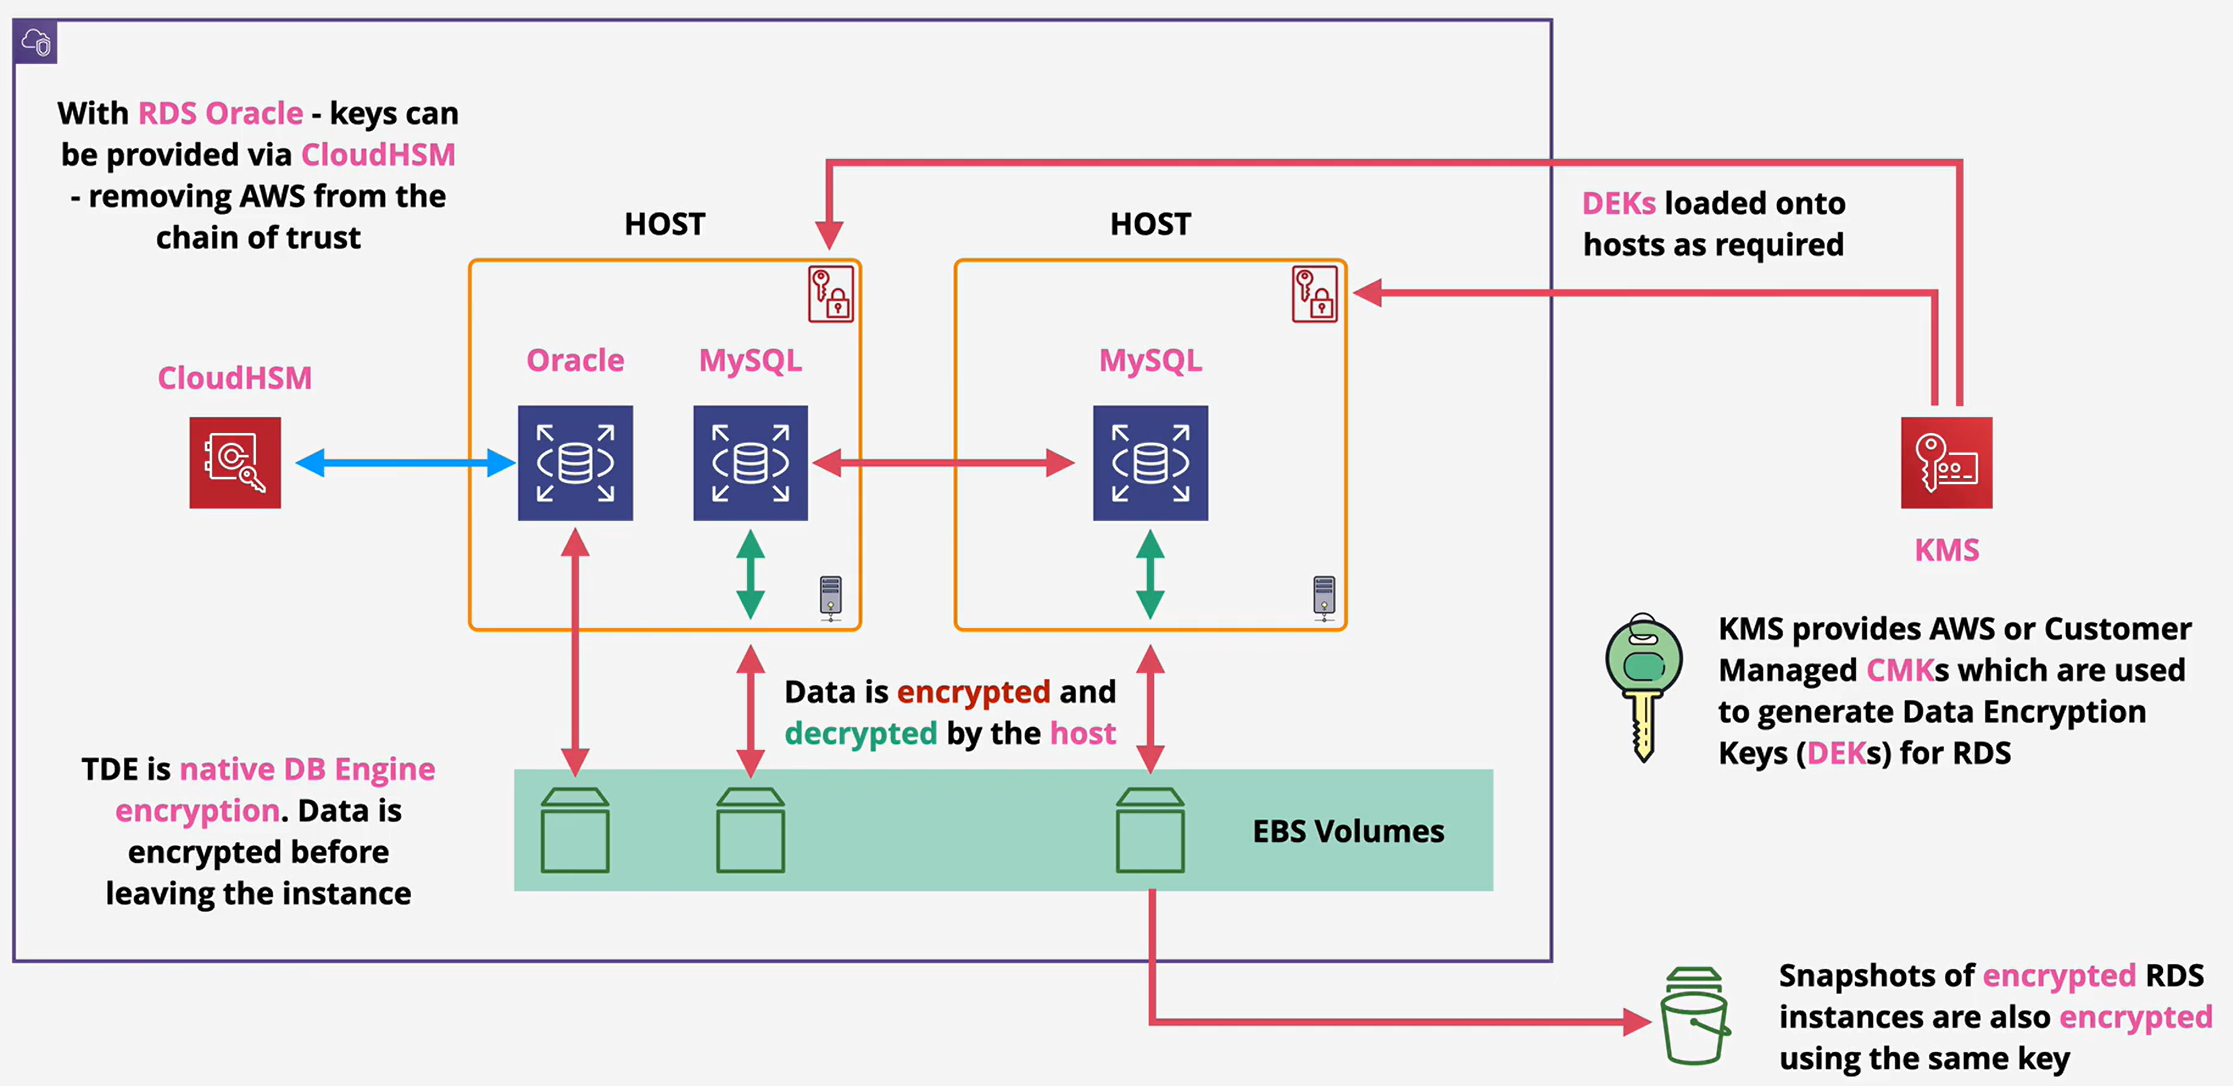 With RDS Oracle - keys can
be provided via CloudHSM
- removing AWS from the
chain of trust
HOST
HOST
DEKs loaded onto
hosts as required
CloudHSM
Oracle
MySQL
MySQL
KMS
KMS provides AWS or Customer
Managed CMKs which are used
to generate Data Encryption
Keys (DEKs) for RDS
Data is encrypted and
decrypted by the host
TDE is native DB Engine
encryption. Data is
encrypted before
leaving the instance
EBS Volumes
Snapshots of encrypted RDS
instances are also encrypted
using the same key